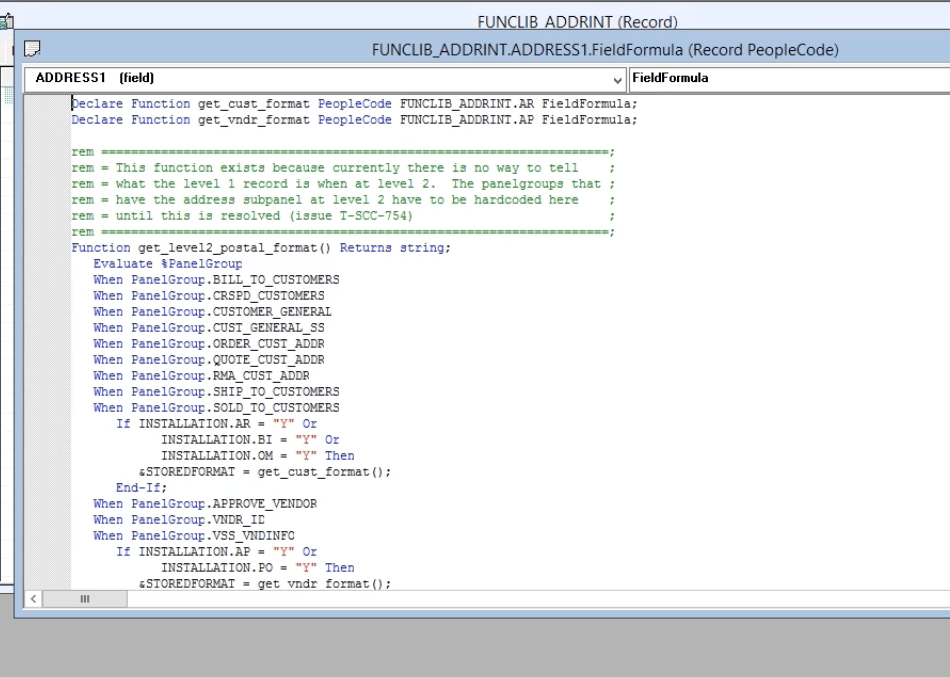 FUNCLIB_ADDRINT (Record)
FUNCLIB_ADDRINT.ADDRESS1.FieldFormula (Record PeopleCode)
ADDRESS1 (field) FieldFormula
Declare Function get_cust_format PeopleCode FUNCLIB_ADDRINT.AR FieldFormula;
Declare Function get_vndr_format PeopleCode FUNCLIB_ADDRINT.AP FieldFormula;
rem ====================================================================;
rem = This function exists because currently there is no way to tell ;
rem = what the level 1 record is when at level 2. The panelgroups that ;
rem = have the address subpanel at level 2 have to be hardcoded here ;
rem = until this is resolved (issue T-SCC-754) ;
rem ====================================================================;
Function get_level2_postal_format() Returns string;
Evaluate %PanelGroup
When PanelGroup.BILL_TO_CUSTOMERS
When PanelGroup.CRSPD_CUSTOMERS
When PanelGroup.CUSTOMER_GENERAL
When PanelGroup.CUST_GENERAL_SS
When PanelGroup.ORDER_CUST_ADDR
When PanelGroup.QUOTE_CUST_ADDR
When PanelGroup.RMA_CUST_ADDR
When PanelGroup.SHIP_TO_CUSTOMERS
When PanelGroup.SOLD_TO_CUSTOMERS
If INSTALLATION.AR = "Y" Or
INSTALLATION.BI = "Y" Or
INSTALLATION.OM = "Y" Then
&STOREDFORMAT = get_cust_format();
End-If;
When PanelGroup.APPROVE_VENDOR
When PanelGroup.VNDR_ID
When PanelGroup.VSS_VNDINFO
If INSTALLATION.AP = "Y" Or
INSTALLATION.PO = "Y" Then
&STOREDFORMAT = get_vndr_format();